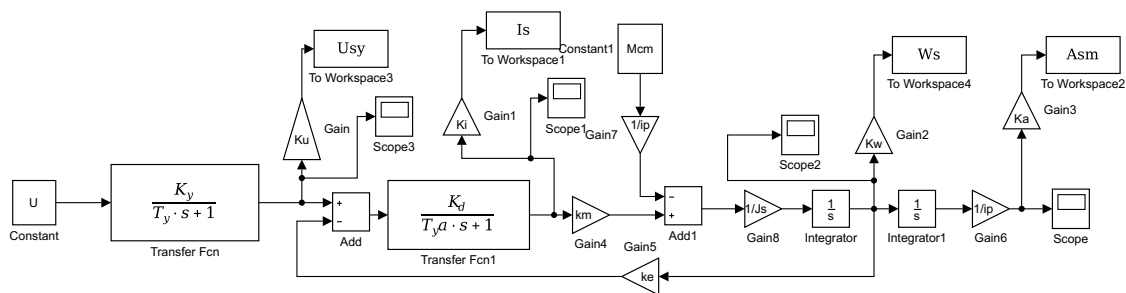 Usy
To Workspace3
Is
To Workspace1
Constant1
Mcm
Ws
To Workspace4
Asm
To Workspace2
Ku
Gain
Scope3
Ki
Gain1
Scope1
Gain7
1/ip
Scope2
Kw
Gain2
Ka
Gain3
U
Constant
K_y
T_y · s + 1
Transfer Fcn
+
−
Add
K_d
T_y a · s + 1
Transfer Fcn1
km
Gain4
−
+
Add1
1/Js
Gain8
1
s
Integrator
1
s
Integrator1
1/ip
Gain6
Scope
Gain5
ke